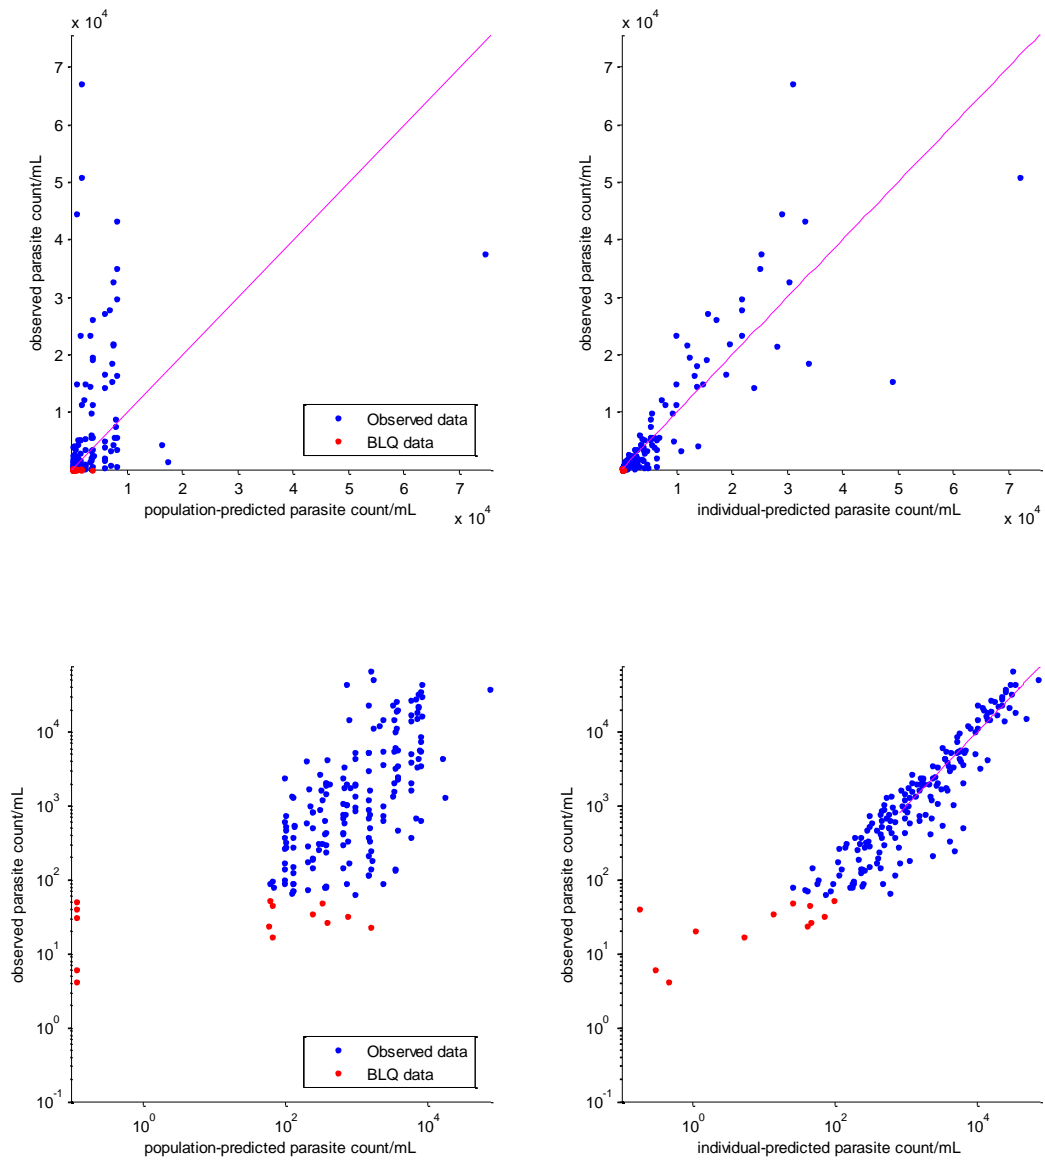 x 10^4
7
6
5
4
3
2
1
observed parasite count/mL
Observed data
BLQ data
1 2 3 4 5 6 7
population-predicted parasite count/mL
x 10^4
x 10^4
7
6
5
4
3
2
1
observed parasite count/mL
1 2 3 4 5 6 7
individual-predicted parasite count/mL
x 10^4
10^4
10^3
10^2
10^1
10^0
10^-1
observed parasite count/mL
Observed data
BLQ data
10^0 10^2 10^4
population-predicted parasite count/mL
10^4
10^3
10^2
10^1
10^0
10^-1
observed parasite count/mL
10^0 10^2 10^4
individual-predicted parasite count/mL